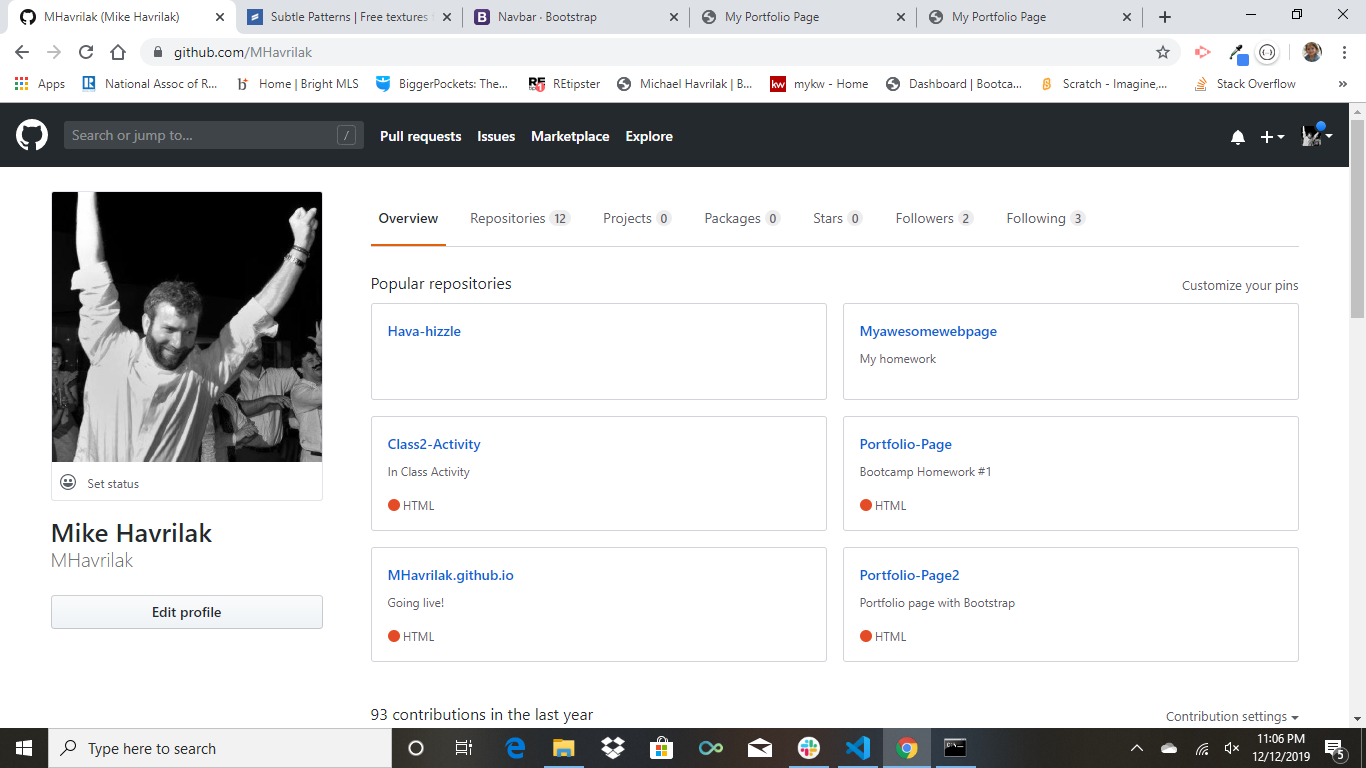 MHavrilak (Mike Havrilak)
Subtle Patterns | Free textures
Navbar · Bootstrap
My Portfolio Page
My Portfolio Page
github.com/MHavrilak
Apps
National Assoc of R...
Home | Bright MLS
BiggerPockets: The...
REtipster
Michael Havrilak | B...
kw
mykw - Home
Dashboard | Bootca...
Scratch - Imagine,...
Stack Overflow
»
Search or jump to...
/
Pull requests
Issues
Marketplace
Explore
Overview
Repositories 12
Projects 0
Packages 0
Stars 0
Followers 2
Following 3
Popular repositories
Customize your pins
Hava-hizzle
Myawesomewebpage
My homework
Class2-Activity
In Class Activity
HTML
Portfolio-Page
Bootcamp Homework #1
HTML
MHavrilak.github.io
Going live!
HTML
Portfolio-Page2
Portfolio page with Bootstrap
HTML
Set status
Mike Havrilak
MHavrilak
Edit profile
93 contributions in the last year
Contribution settings
Type here to search
11:06 PM
12/12/2019
5